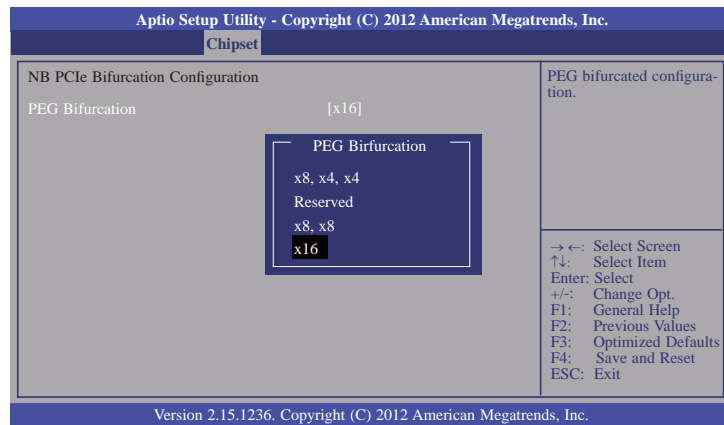 Aptio Setup Utility - Copyright (C) 2012 American Megatrends, Inc.
Chipset
NB PCIe Bifurcation Configuration
PEG Bifurcation [x16]
PEG Birfurcation
x8, x4, x4
Reserved
x8, x8
x16
PEG bifurcated configura-
tion.
→ ←: Select Screen
↑↓: Select Item
Enter: Select
+/-: Change Opt.
F1: General Help
F2: Previous Values
F3: Optimized Defaults
F4: Save and Reset
ESC: Exit
Version 2.15.1236. Copyright (C) 2012 American Megatrends, Inc.